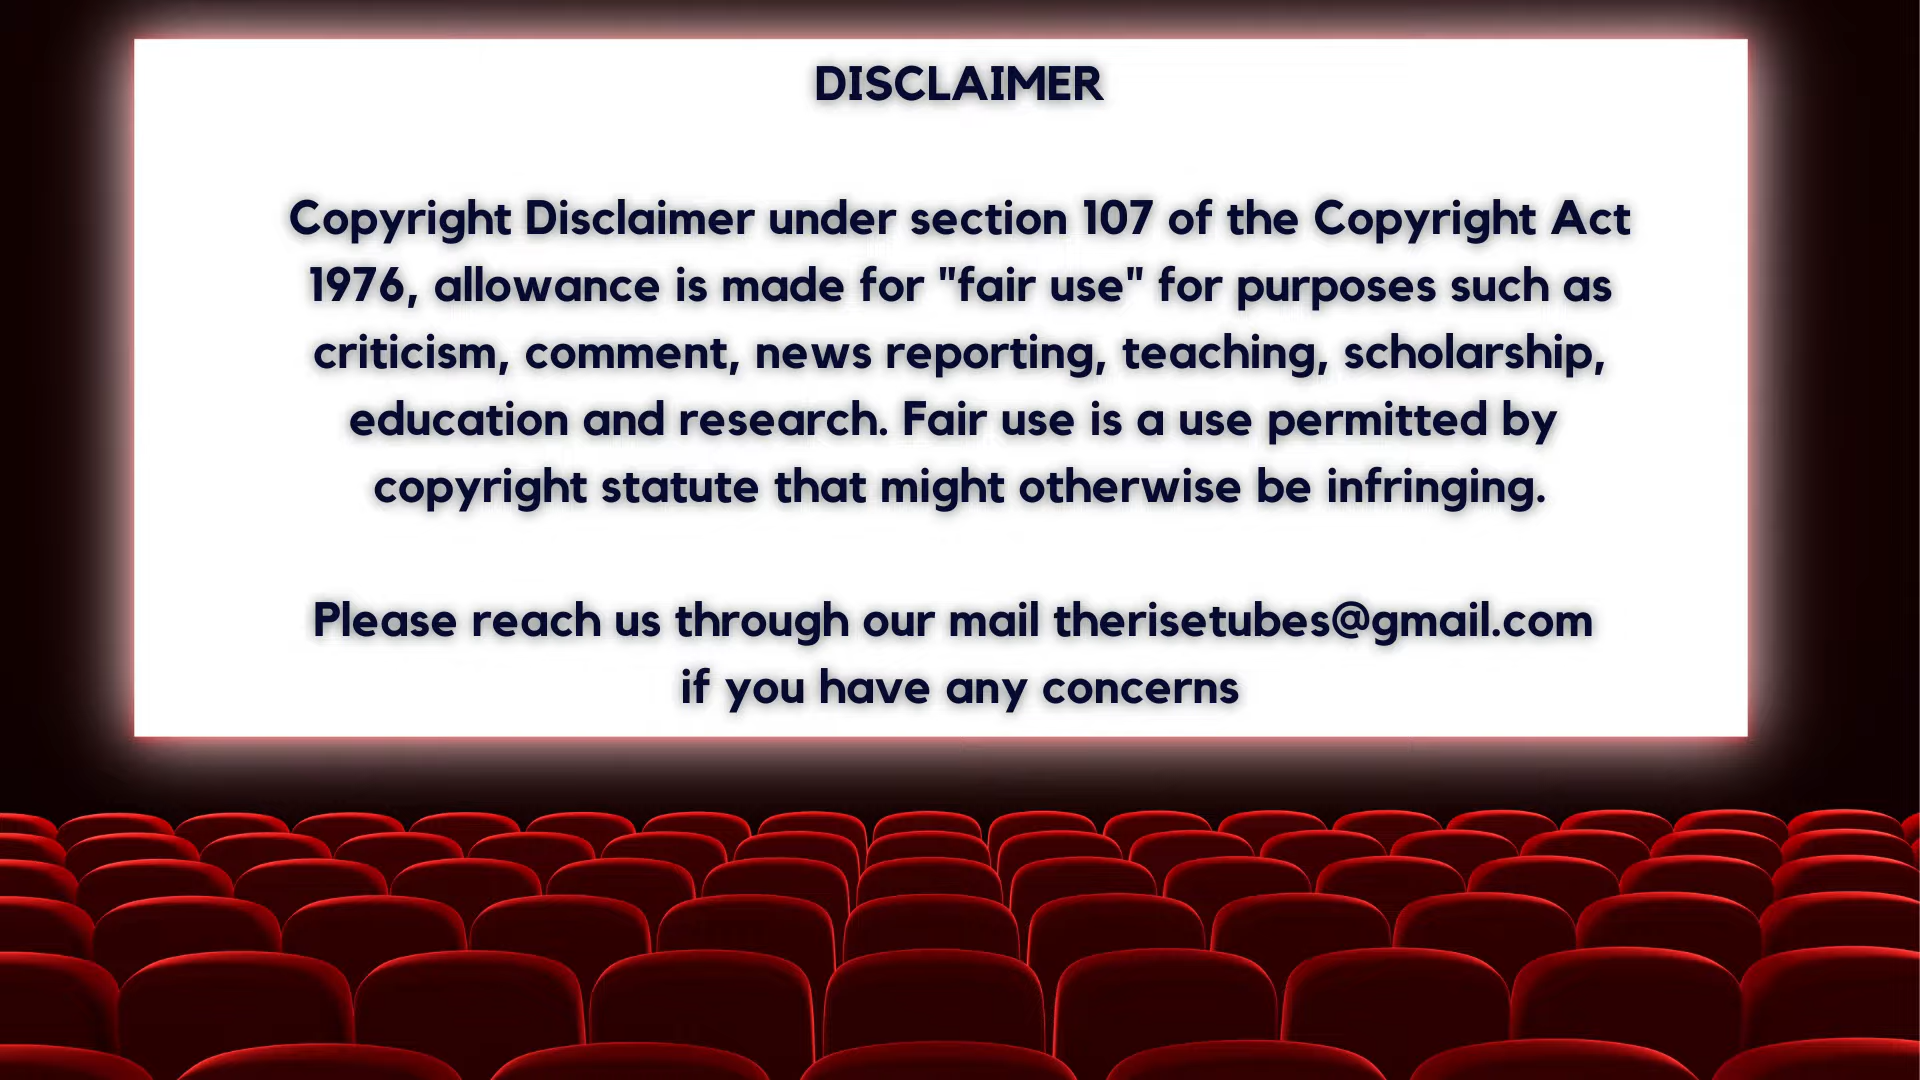 DISCLAIMER
Copyright Disclaimer under section 107 of the Copyright Act
1976, allowance is made for "fair use" for purposes such as
criticism, comment, news reporting, teaching, scholarship,
education and research. Fair use is a use permitted by
copyright statute that might otherwise be infringing.
Please reach us through our mail therisetubes@gmail.com
if you have any concerns